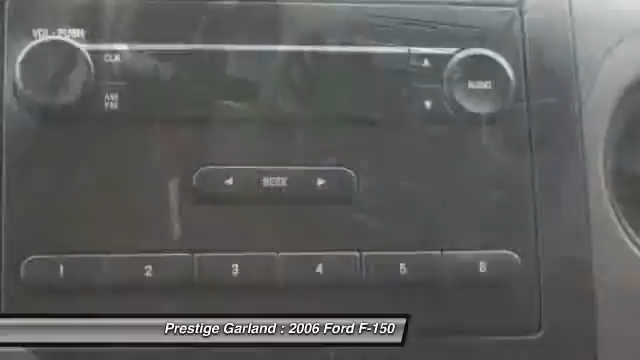 VOL - PUSH
CLK
AM
FM
AUDIO
SEEK
1 2 3 4 5 6
Prestige Garland : 2006 Ford F-150